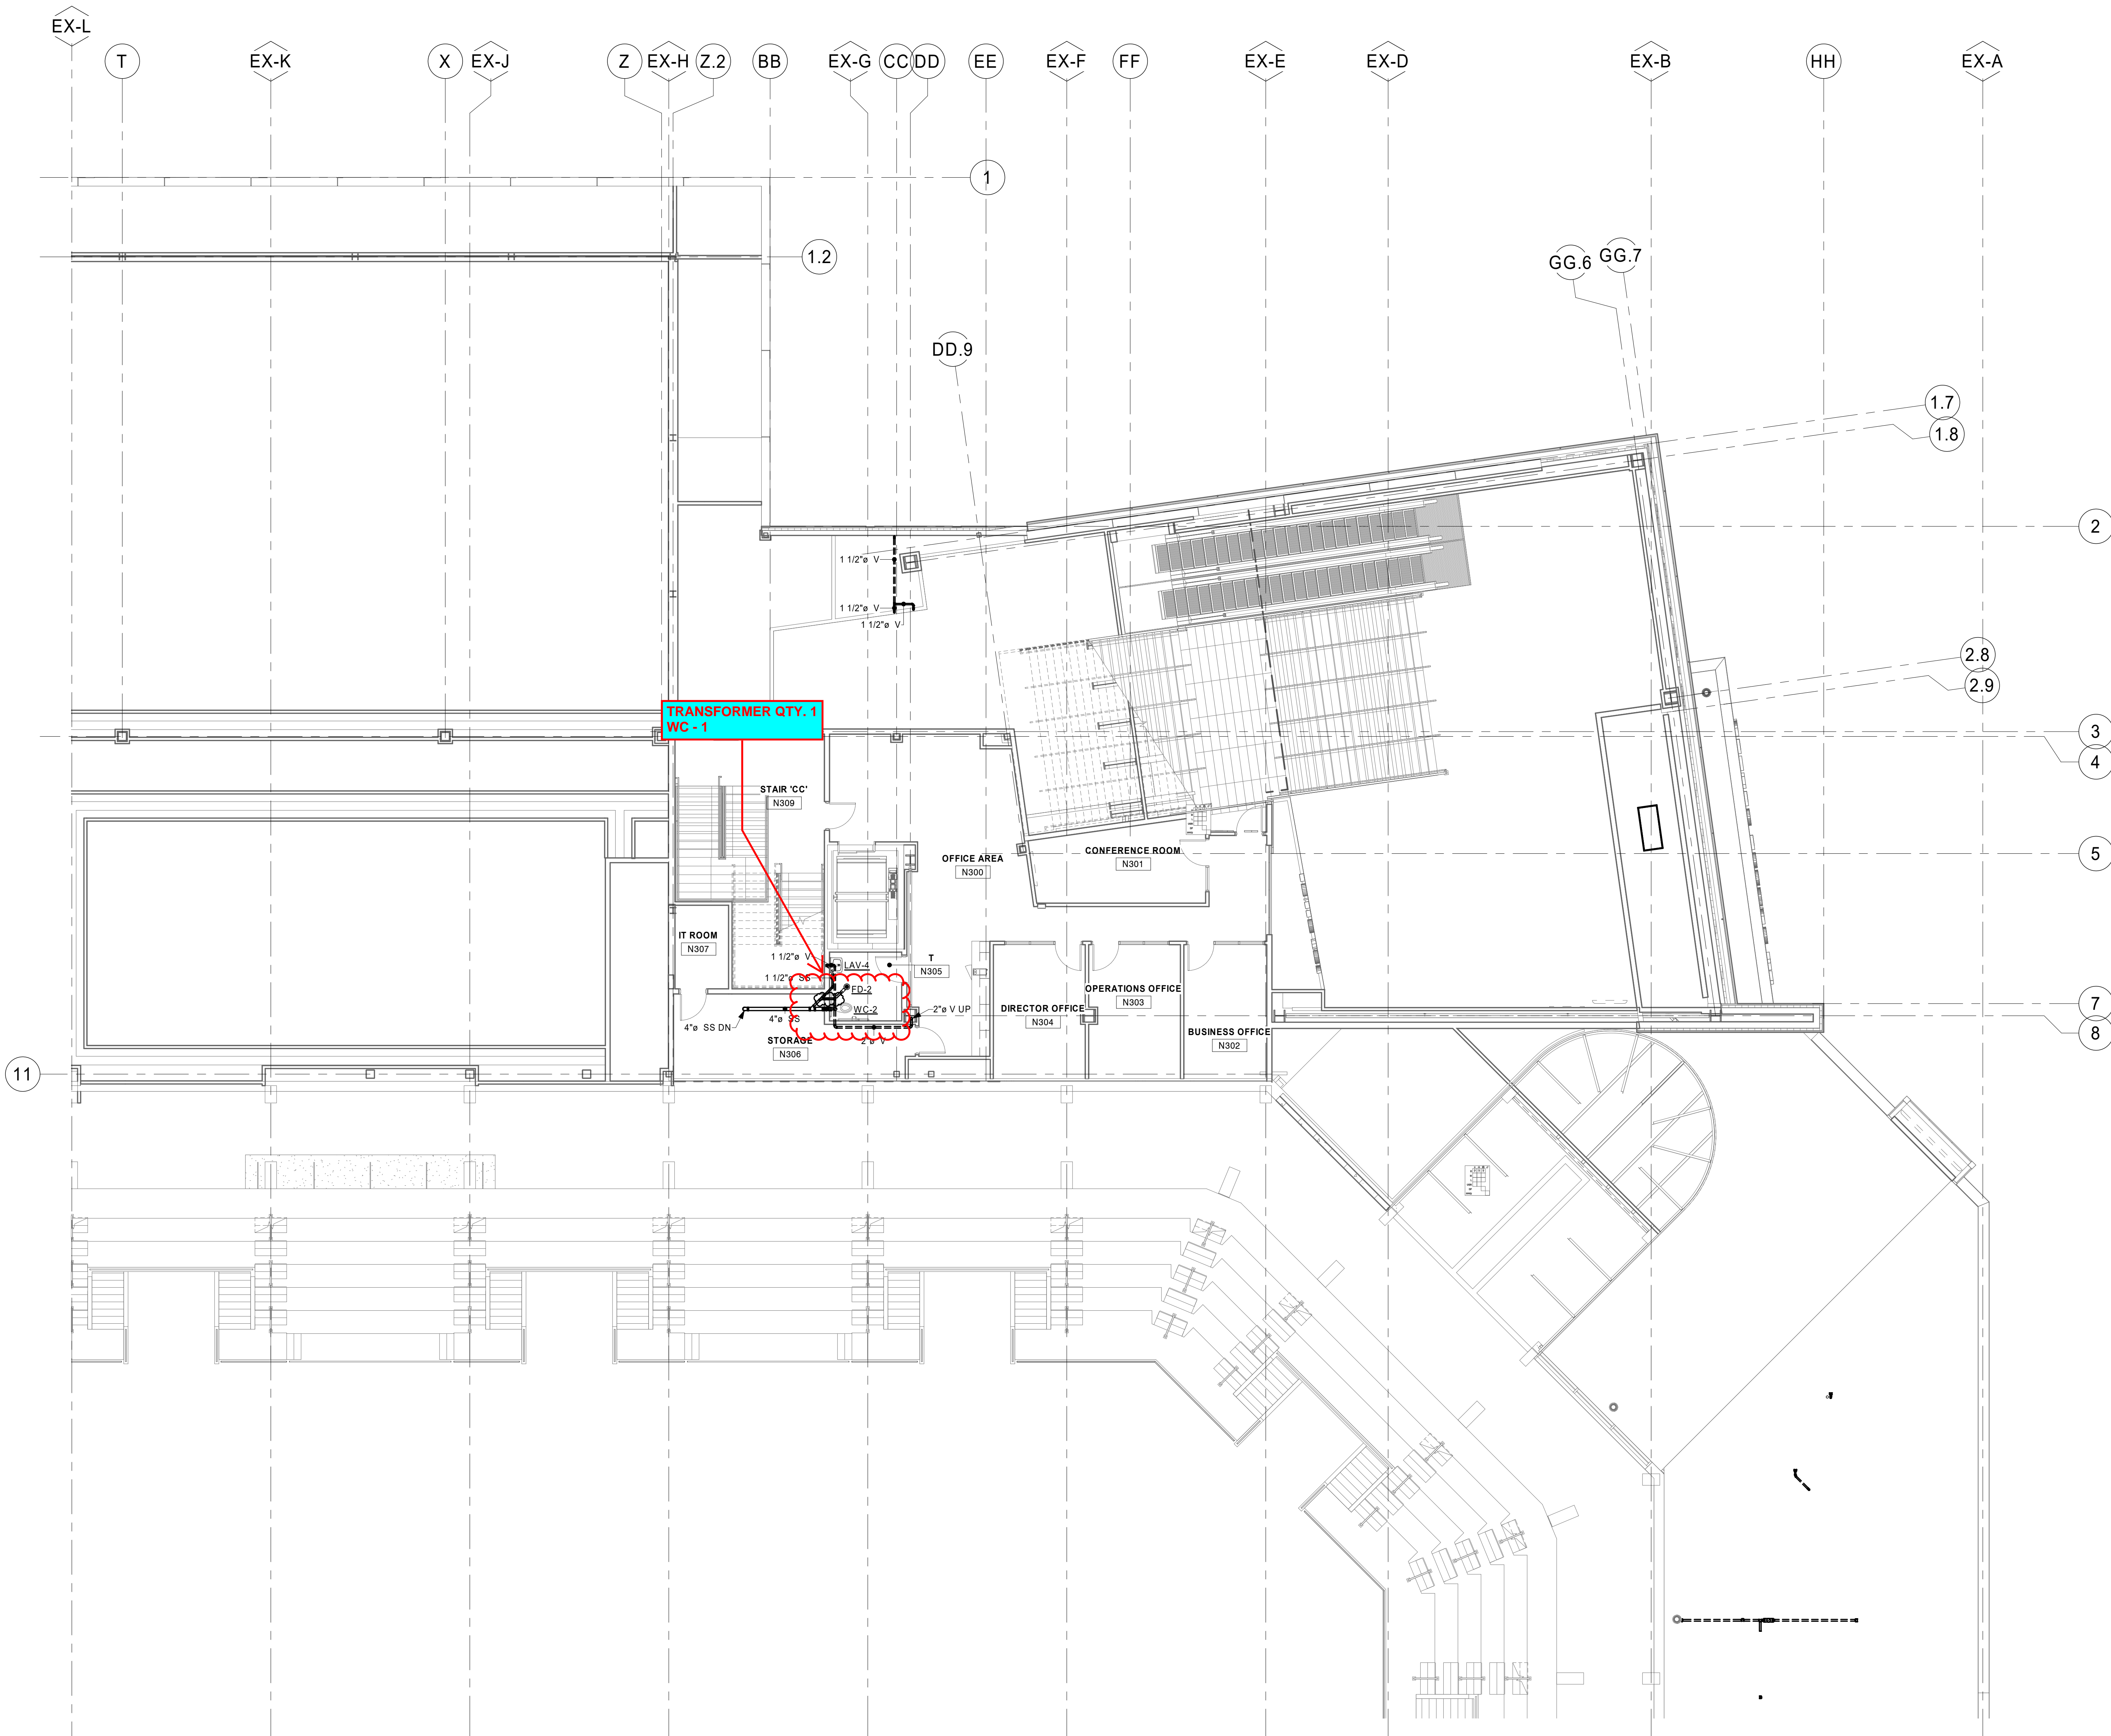 EX-L
T
EX-K
X
EX-J
Z
EX-H
Z.2
BB
EX-G
CC
DD
EE
EX-F
FF
EX-E
EX-D
EX-B
HH
EX-A
1
1.2
GG.6
GG.7
DD.9
1.7
1.8
2
1 1/2"ø V
1 1/2"ø V
1 1/2"ø V
2.8
2.9
TRANSFORMER QTY. 1
WC - 1
3
4
STAIR 'CC'
N309
OFFICE AREA
N300
CONFERENCE ROOM
N301
5
IT ROOM
N307
1 1/2"ø V
LAV-4
T
N305
1 1/2"ø SS
FD-2
OPERATIONS OFFICE
N303
WC-2
2"ø V UP
DIRECTOR OFFICE
N304
7
4"ø SS
4"ø SS DN
BUSINESS OFFICE
N302
8
STORAGE
N306
2"ø V
11